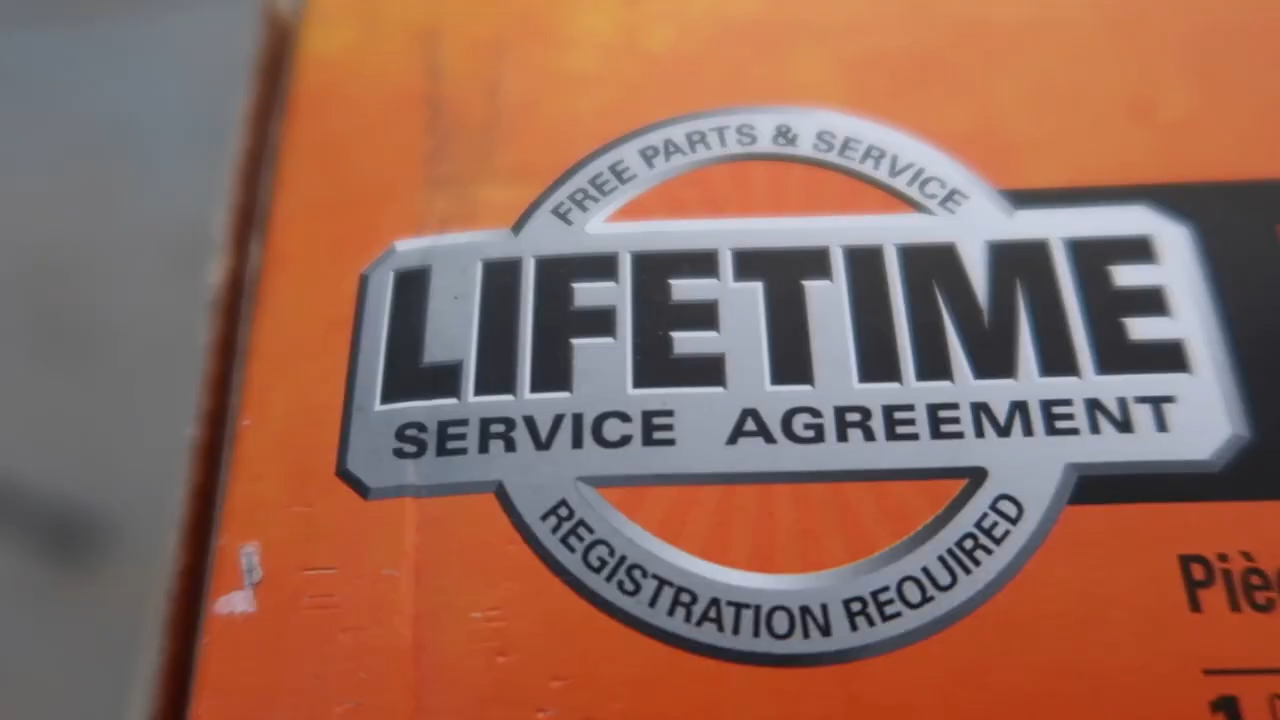 FREE PARTS & SERVICE
LIFETIME
SERVICE AGREEMENT
REGISTRATION REQUIRED